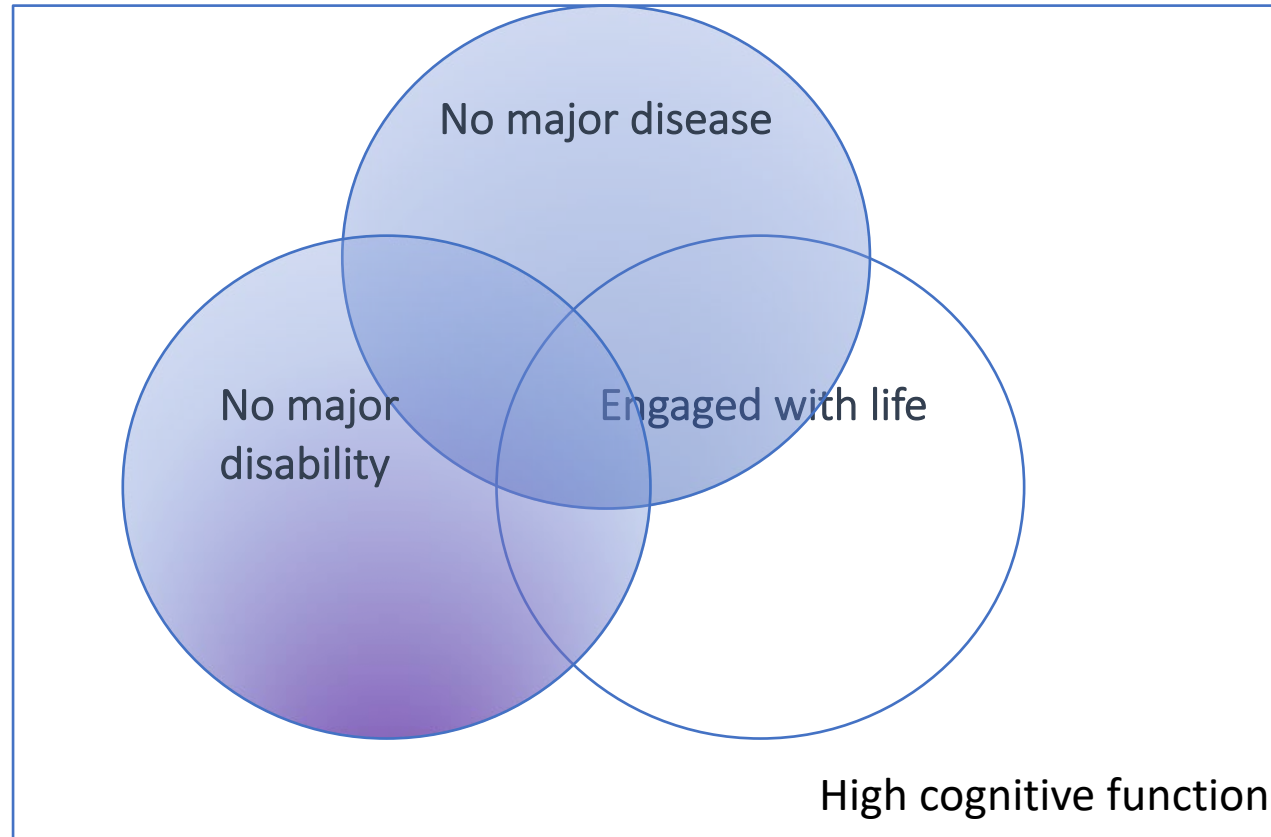 No major disease
No major
disability
Engaged with life
High cognitive function